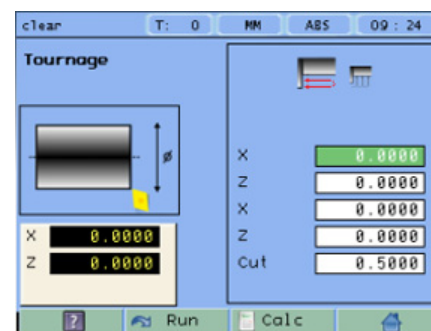 clear T: 0 MM ABS 09 : 24
Tournage
ø
X 0.0000
Z 0.0000
X 0.0000
Z 0.0000
X 0.0000
Z 0.0000
Cut 0.5000
? Run Calc